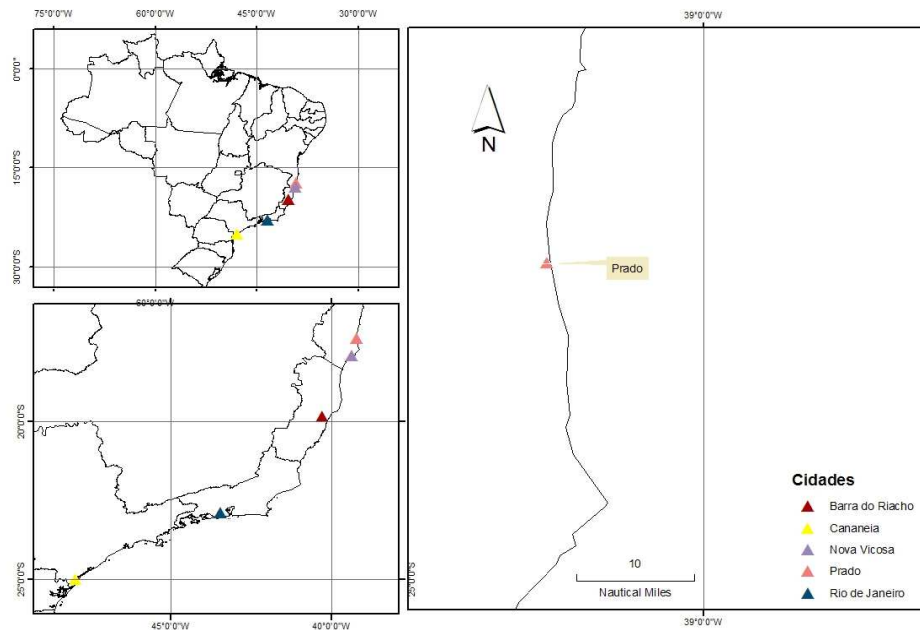 75°0'0"W 60°0'0"W 45°0'0"W 30°0'0"W
39°0'0"W
0°0'0"
15°0'0"S
30°0'0"S
N
Prado
20°0'0"S
20°0'0"S
25°0'0"S
25°0'0"S
45°0'0"W 40°0'0"W
39°0'0"W
10
Nautical Miles
Cidades
Barra do Riacho
Cananeia
Nova Vicosa
Prado
Rio de Janeiro